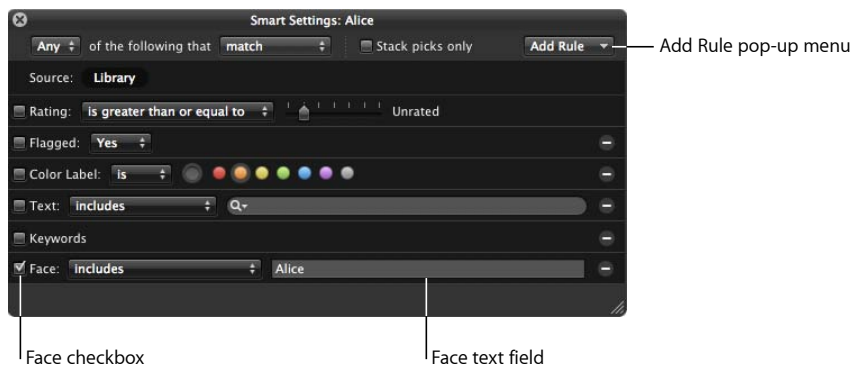 Smart Settings: Alice
Any of the following that match Stack picks only Add Rule
Add Rule pop-up menu
Source: Library
Rating: is greater than or equal to Unrated
Flagged: Yes
Color Label: is
Text: includes
Keywords
Face: includes Alice
Face checkbox Face text field